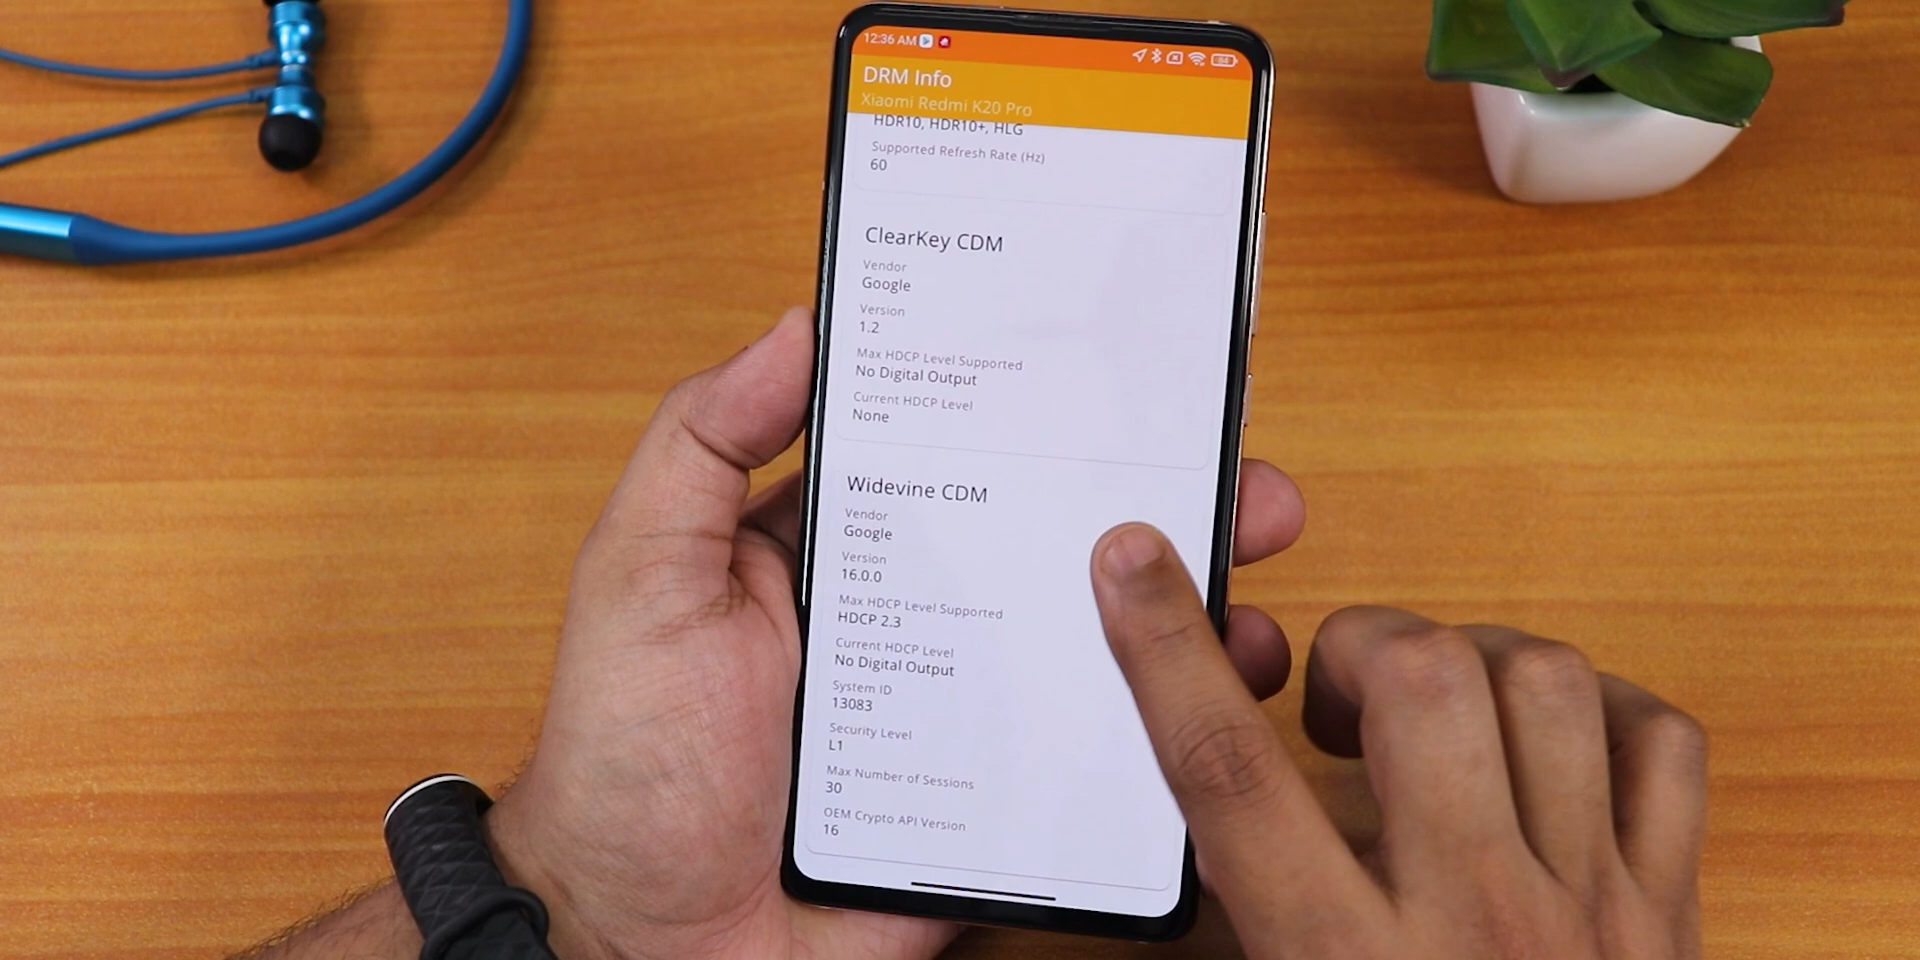 12:36 AM
84
DRM Info
Xiaomi Redmi K20 Pro
HDR10, HDR10+, HLG
Supported Refresh Rate (Hz)
60
ClearKey CDM
Vendor
Google
Version
1.2
Max HDCP Level Supported
No Digital Output
Current HDCP Level
None
Widevine CDM
Vendor
Google
Version
16.0.0
Max HDCP Level Supported
HDCP 2.3
Current HDCP Level
No Digital Output
System ID
13083
Security Level
L1
Max Number of Sessions
30
OEM Crypto API Version
16